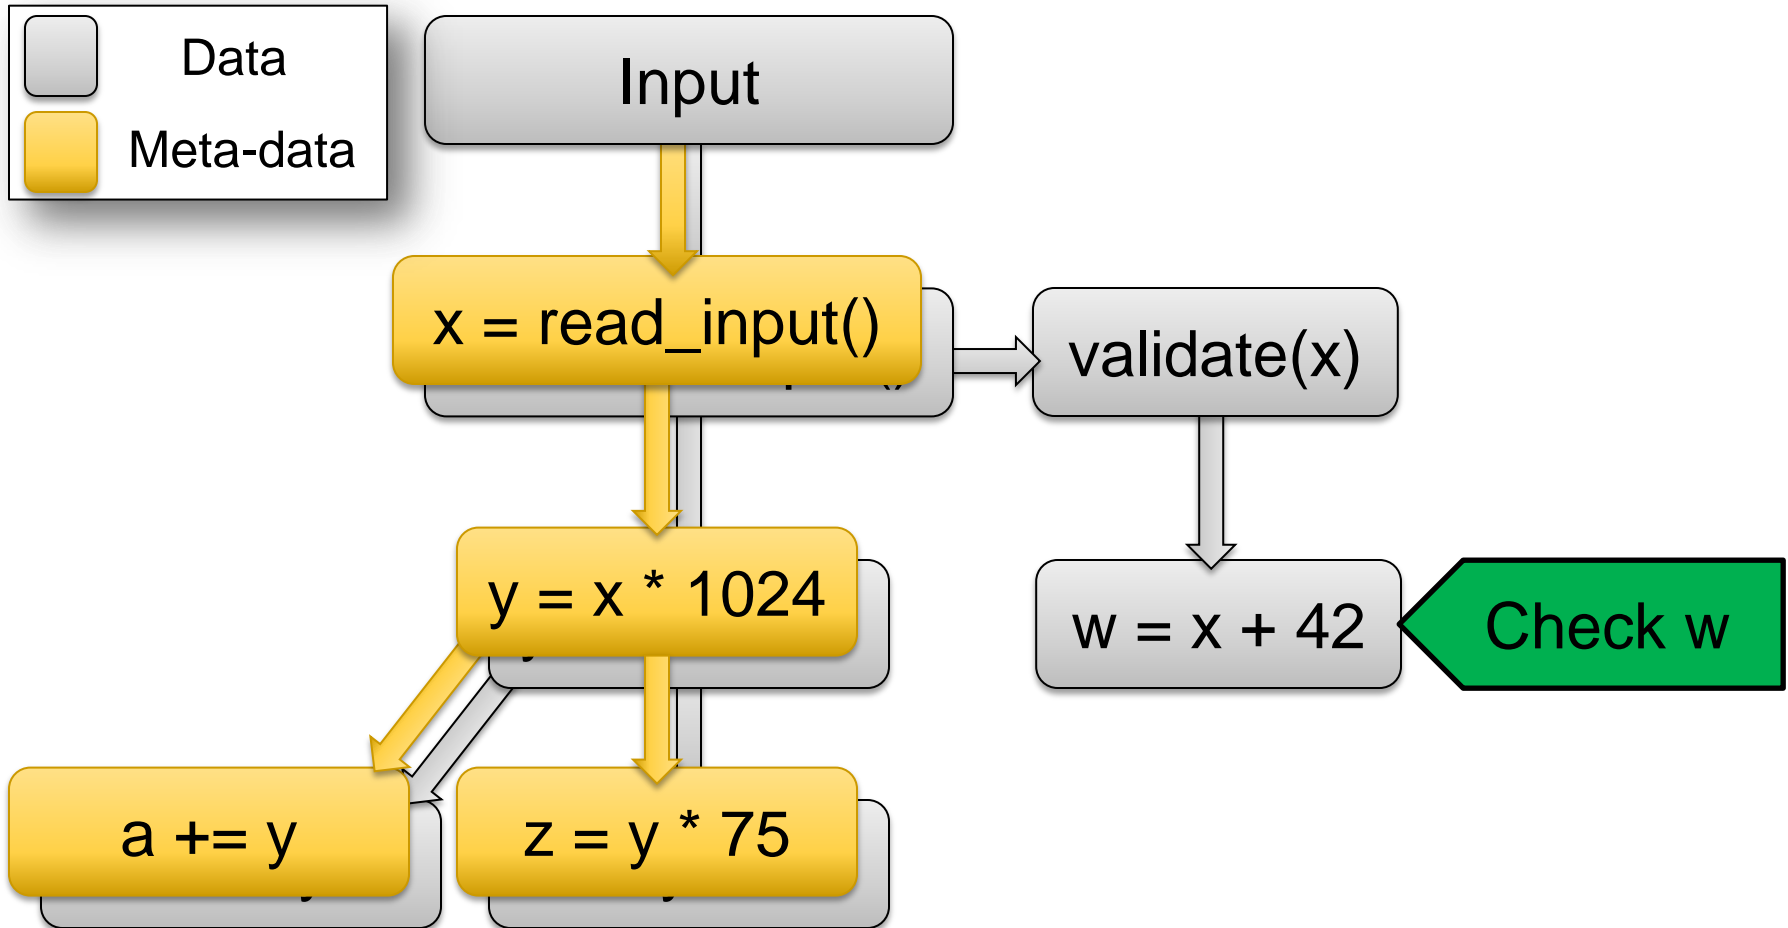 Data
Meta-data
Input
x = read_input()
validate(x)
y = x * 1024
w = x + 42
Check w
a += y
z = y * 75